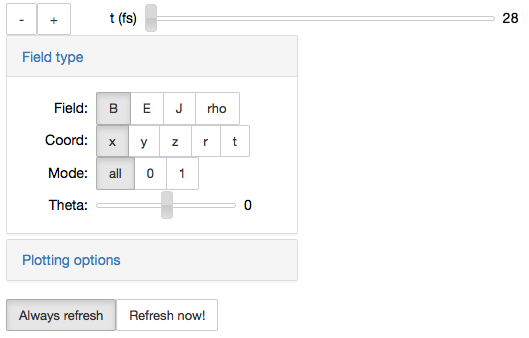 - + t (fs) 28
Field type
Field: B E J rho
Coord: x y z r t
Mode: all 0 1
Theta: 0
Plotting options
Always refresh Refresh now!